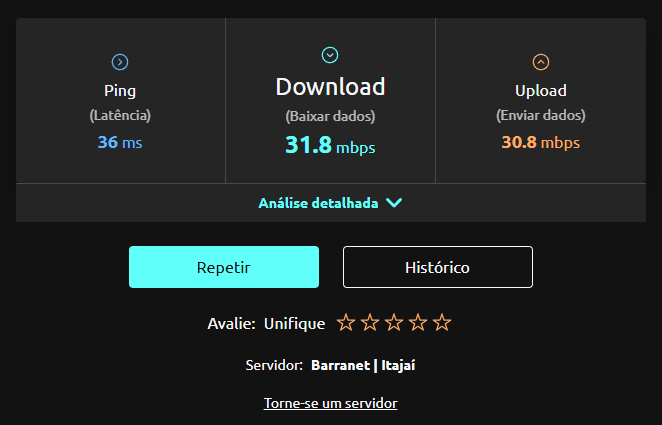 Ping
(Latência)
36 ms
Download
(Baixar dados)
31.8 mbps
Upload
(Enviar dados)
30.8 mbps
Análise detalhada
Repetir
Histórico
Avalie: Unifique
Servidor: Barranet | Itajaí
Torne-se um servidor